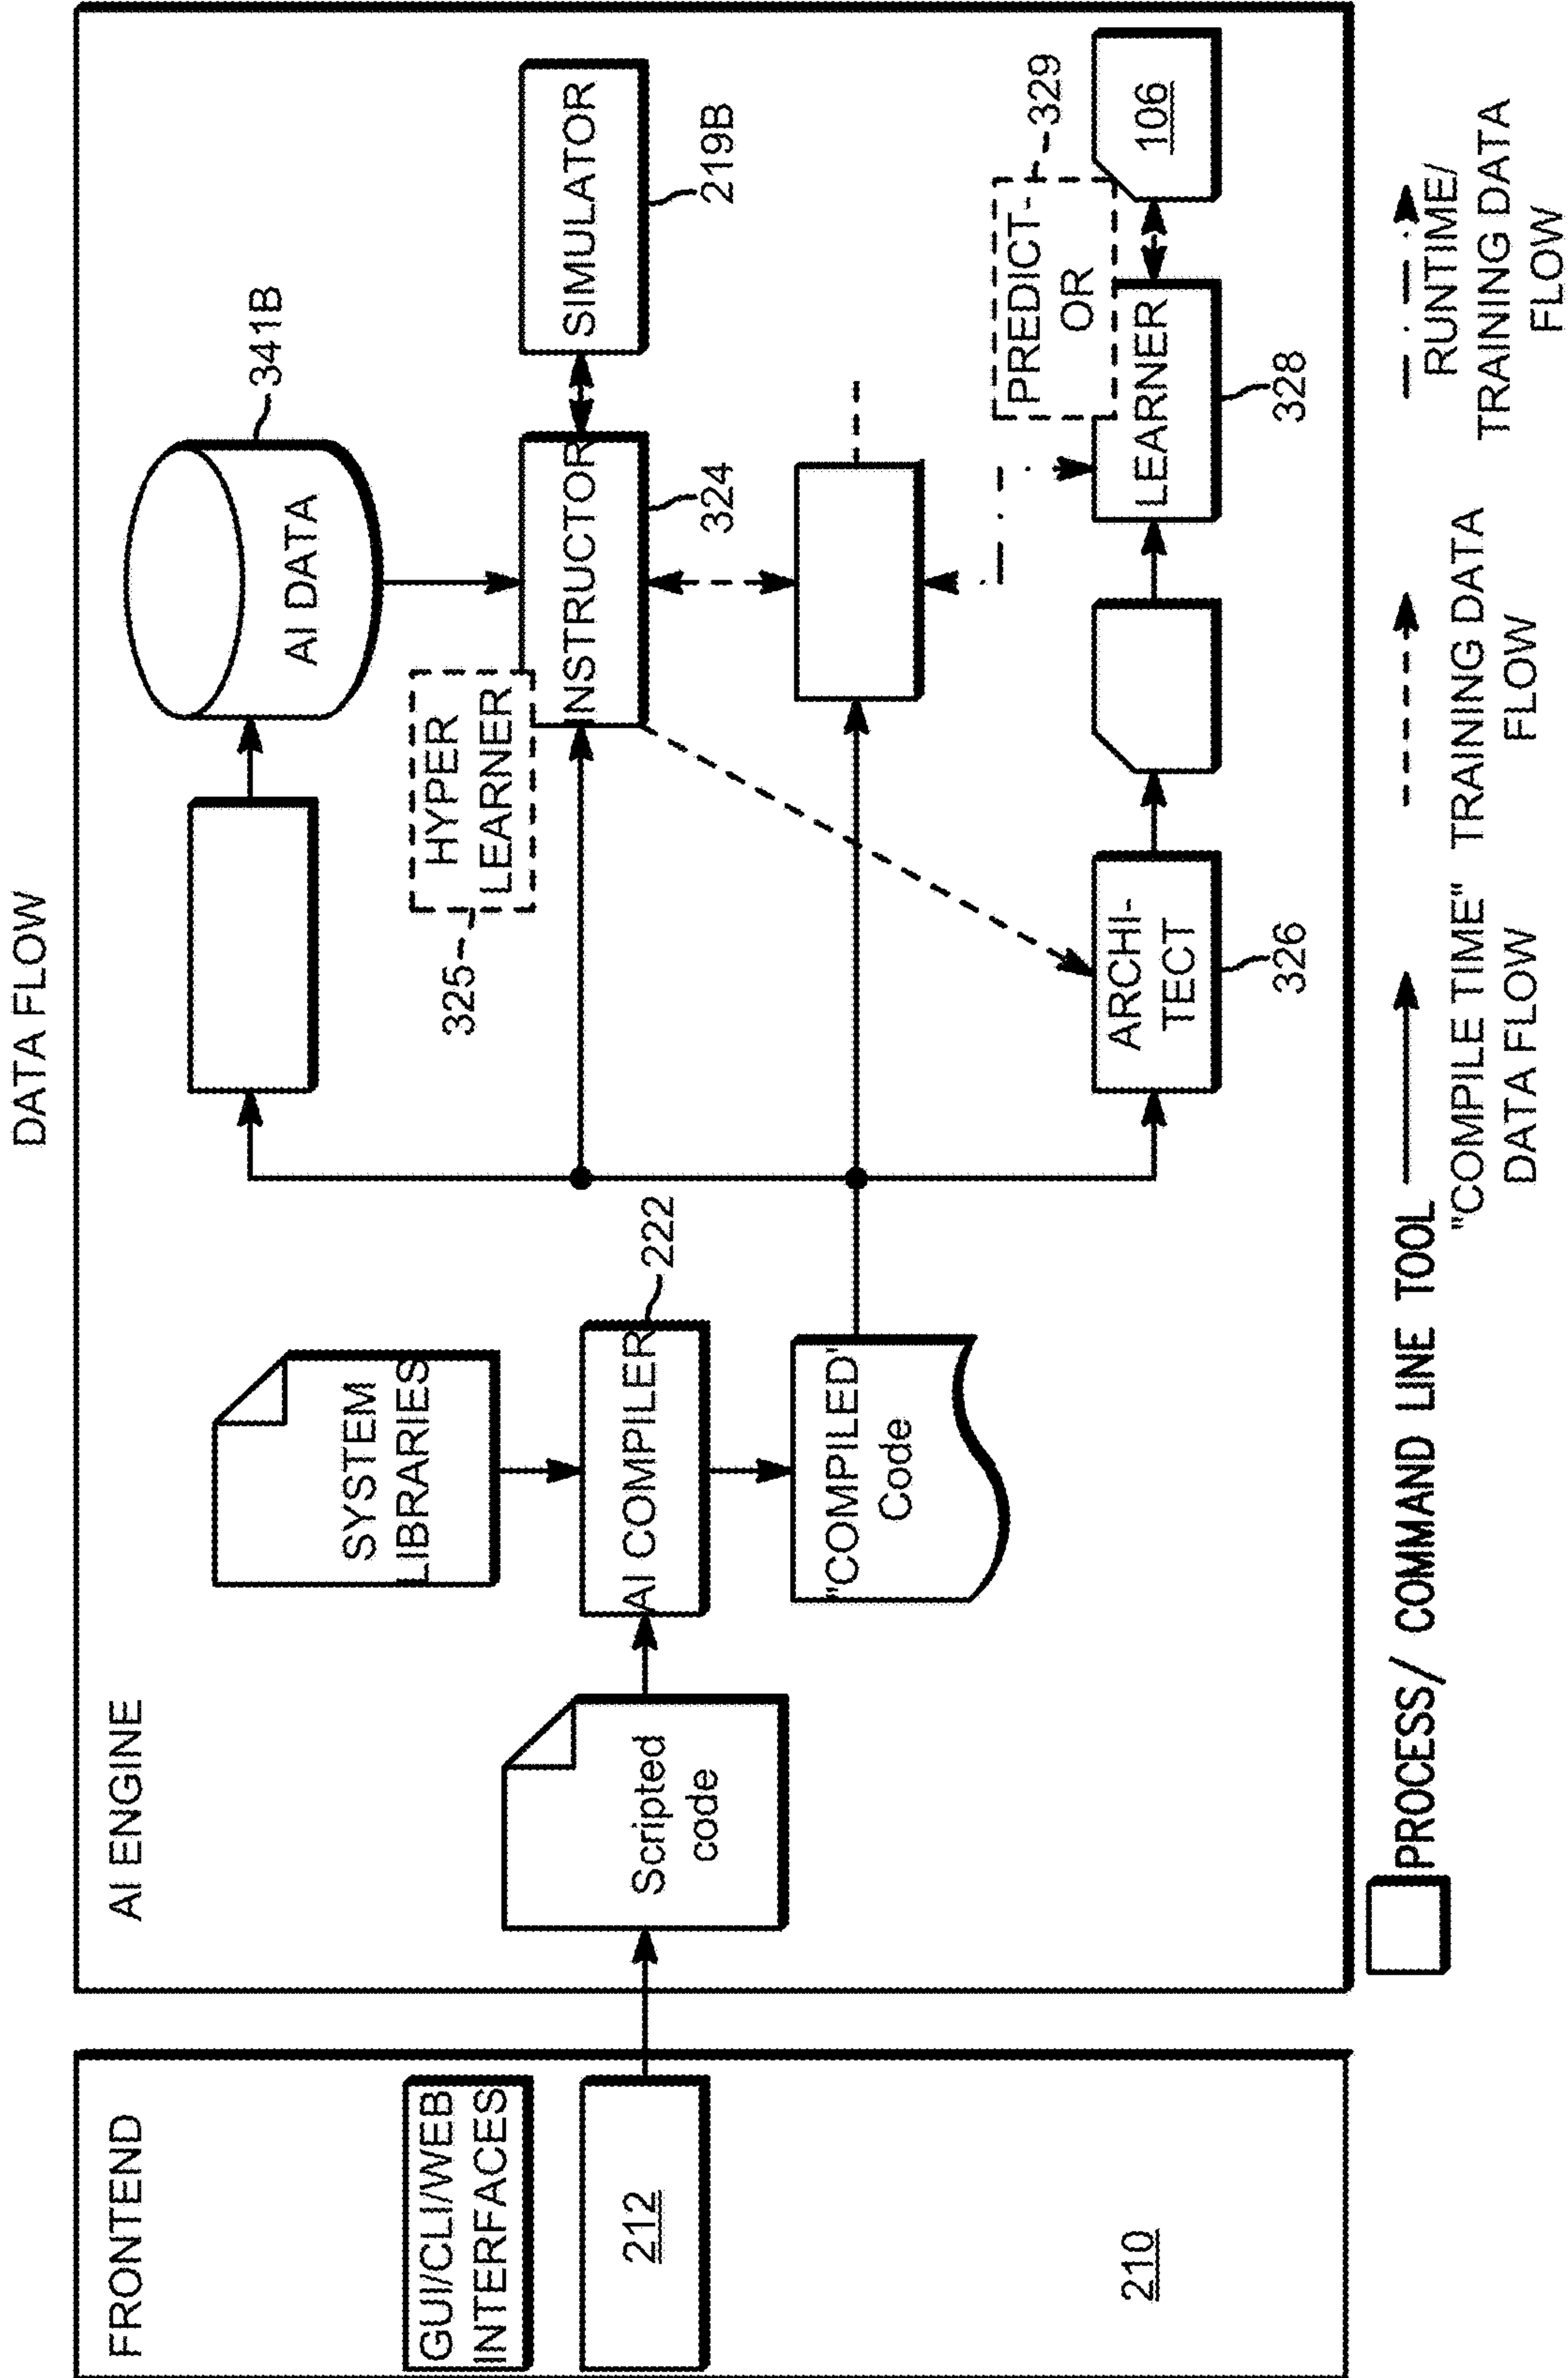 DATA FLOW
FRONTEND
GUI/CLI/WEB
INTERFACES
212
210
AI ENGINE
Scripted
code
SYSTEM
LIBRARIES
AI COMPILER
222
"COMPILED"
Code
AI DATA
341B
HYPER
LEARNER
325
INSTRUCTOR
324
SIMULATOR
219B
ARCHI-
TECT
326
PREDICT-
OR
329
LEARNER
328
106
PROCESS/ COMMAND LINE TOOL
"COMPILE TIME"
DATA FLOW
TRAINING DATA
FLOW
RUNTIME/
TRAINING DATA
FLOW